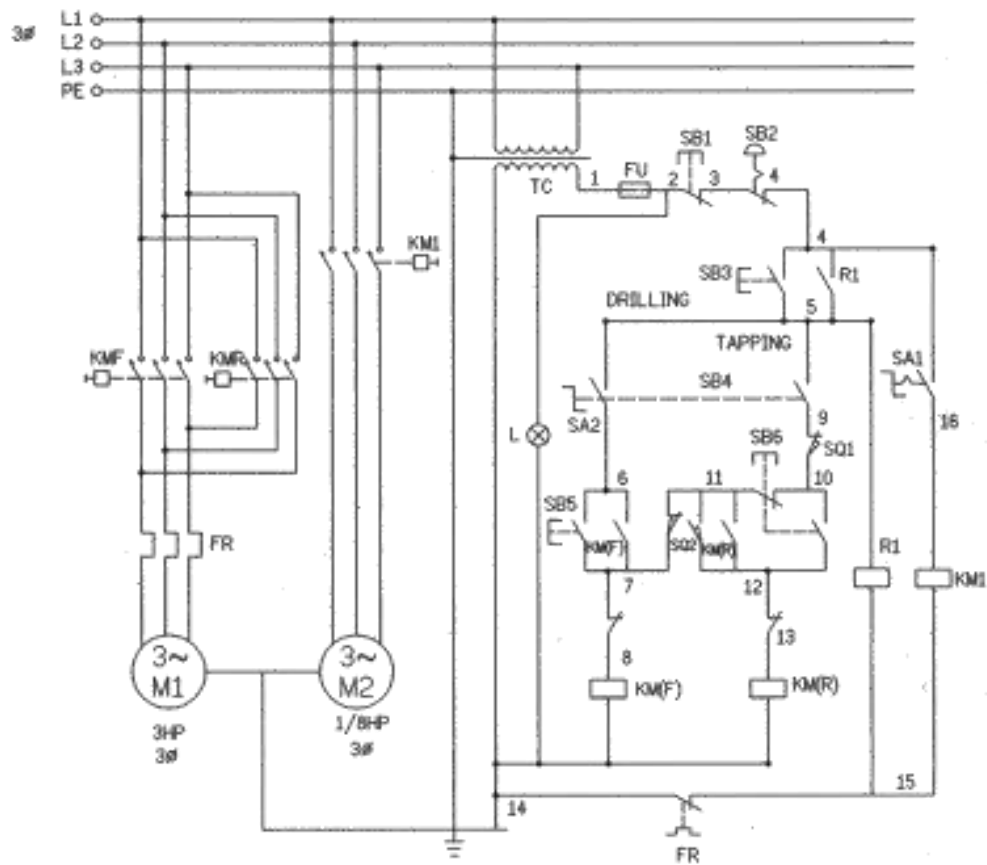 L1
3ø L2
L3
PE
SB1 SB2
TC 1 FU 2 3 4
KM1
4
SB3 R1
DRILLING 5
TAPPING
KMF KMR SB4 SA1
SA2 9 16
L SB6 SQ1
6 11 10
SB5
FR KM(F) SQ2 KM(R) R1
7 12 KM1
13
3~ 3~ 8
M1 M2 KM(F) KM(R)
3HP 1/8HP
3ø 3ø
14 15
FR